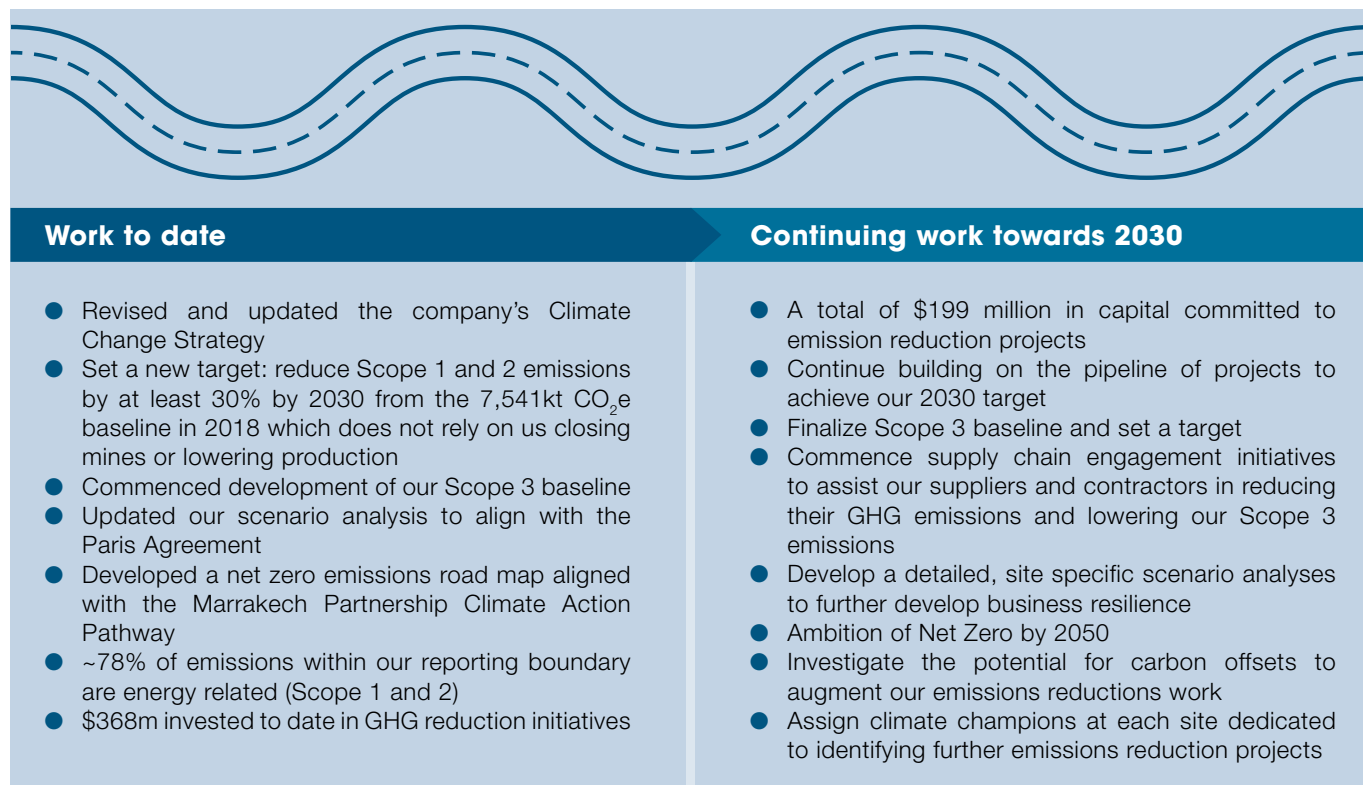 Work to date
Revised and updated the company's Climate
Change Strategy
Set a new target: reduce Scope 1 and 2 emissions
by at least 30% by 2030 from the 7,541kt CO₂e
baseline in 2018 which does not rely on us closing
mines or lowering production
Commenced development of our Scope 3 baseline
Updated our scenario analysis to align with the
Paris Agreement
Developed a net zero emissions road map aligned
with the Marrakech Partnership Climate Action
Pathway
~78% of emissions within our reporting boundary
are energy related (Scope 1 and 2)
$368m invested to date in GHG reduction initiatives
Continuing work towards 2030
A total of $199 million in capital committed to
emission reduction projects
Continue building on the pipeline of projects to
achieve our 2030 target
Finalize Scope 3 baseline and set a target
Commence supply chain engagement initiatives
to assist our suppliers and contractors in reducing
their GHG emissions and lowering our Scope 3
emissions
Develop a detailed, site specific scenario analyses
to further develop business resilience
Ambition of Net Zero by 2050
Investigate the potential for carbon offsets to
augment our emissions reductions work
Assign climate champions at each site dedicated
to identifying further emissions reduction projects